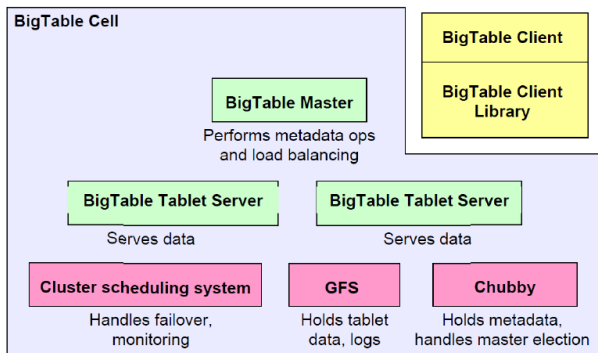 BigTable Cell
BigTable Client
BigTable Client
Library
BigTable Master
Performs metadata ops
and load balancing
BigTable Tablet Server
BigTable Tablet Server
Serves data
Serves data
Cluster scheduling system
GFS
Chubby
Handles failover,
monitoring
Holds tablet
data, logs
Holds metadata,
handles master election